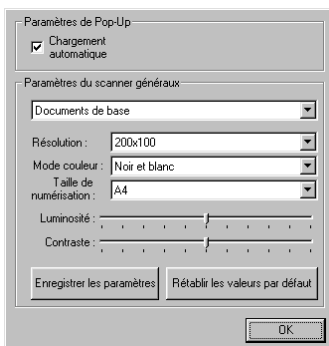 Paramètres de Pop-Up
Chargement
automatique
Paramètres du scanner généraux
Documents de base
Résolution : 200x100
Mode couleur : Noir et blanc
Taille de
numérisation : A4
Luminosité :
Contraste :
Enregistrer les paramètres Rétablir les valeurs par défaut
OK